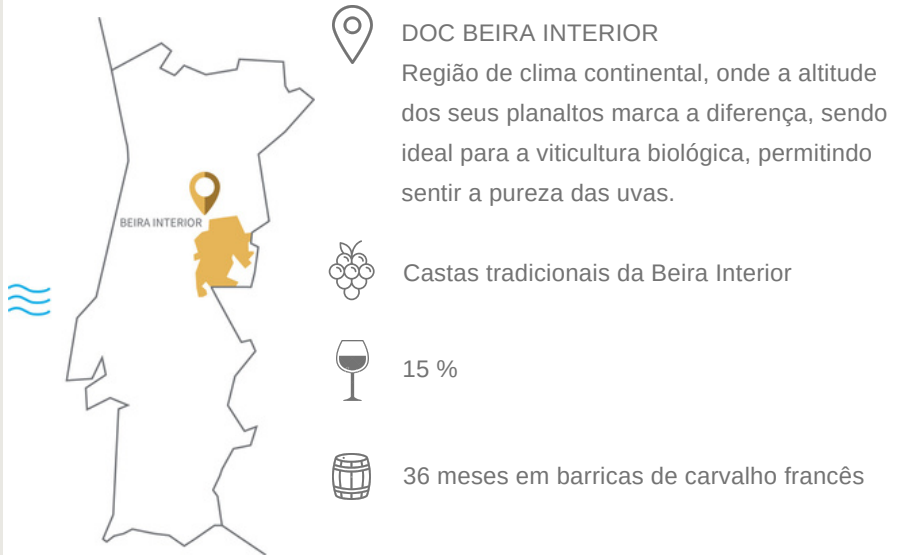 DOC BEIRA INTERIOR
Região de clima continental, onde a altitude
dos seus planaltos marca a diferença, sendo
ideal para a viticultura biológica, permitindo
sentir a pureza das uvas.
BEIRA INTERIOR
Castas tradicionais da Beira Interior
15 %
36 meses em barricas de carvalho francês